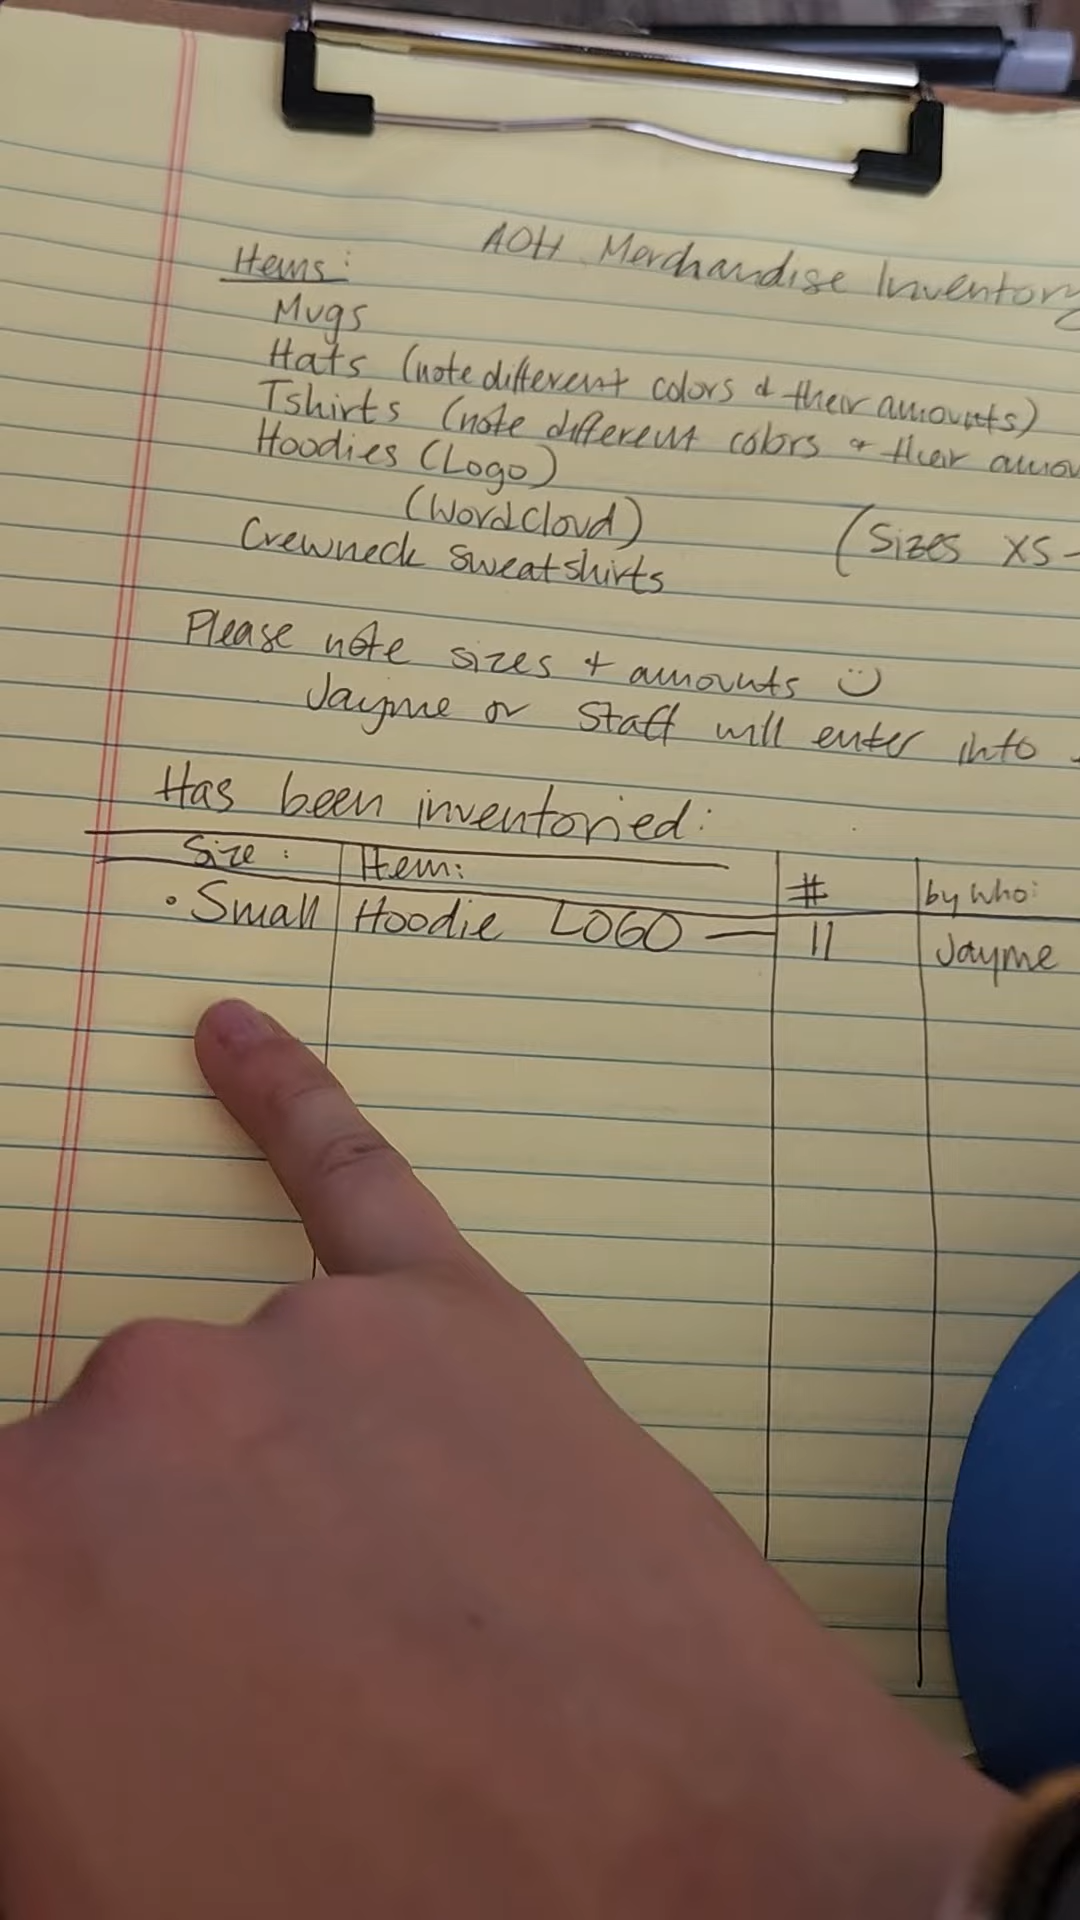 AOH Merchandise Inventory
Items:
Mugs
Hats (note different colors & their amounts)
Tshirts (note different colors & their amou
Hoodies (Logo)
(WordCloud)
(Sizes XS-
Crewneck Sweatshirts
Please note sizes + amounts
Jayme or Staff will enter into
Has been inventoried:
Size: Item: # by who:
• Small Hoodie LOGO — 11 Jayme